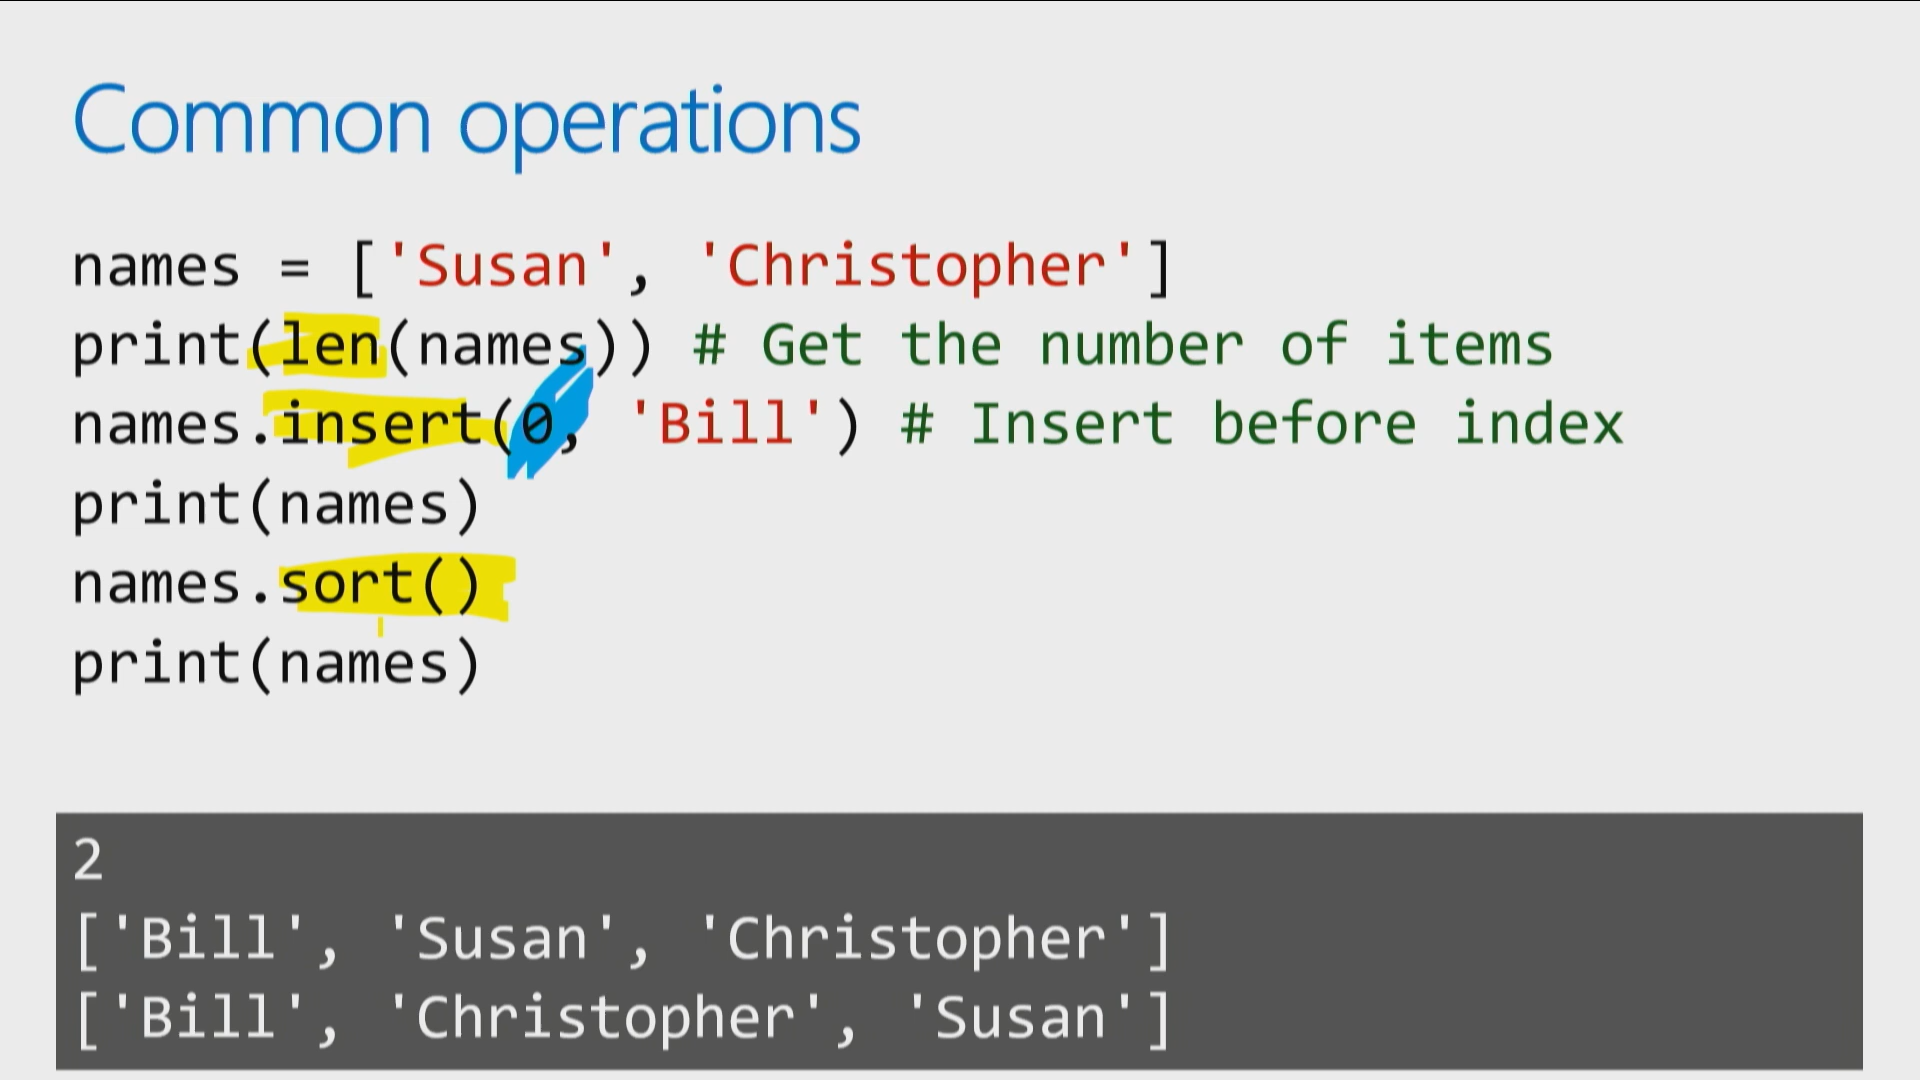 Common operations
names = ['Susan', 'Christopher']
print(len(names)) # Get the number of items
names.insert(0, 'Bill') # Insert before index
print(names)
names.sort()
print(names)
2
['Bill', 'Susan', 'Christopher']
['Bill', 'Christopher', 'Susan']